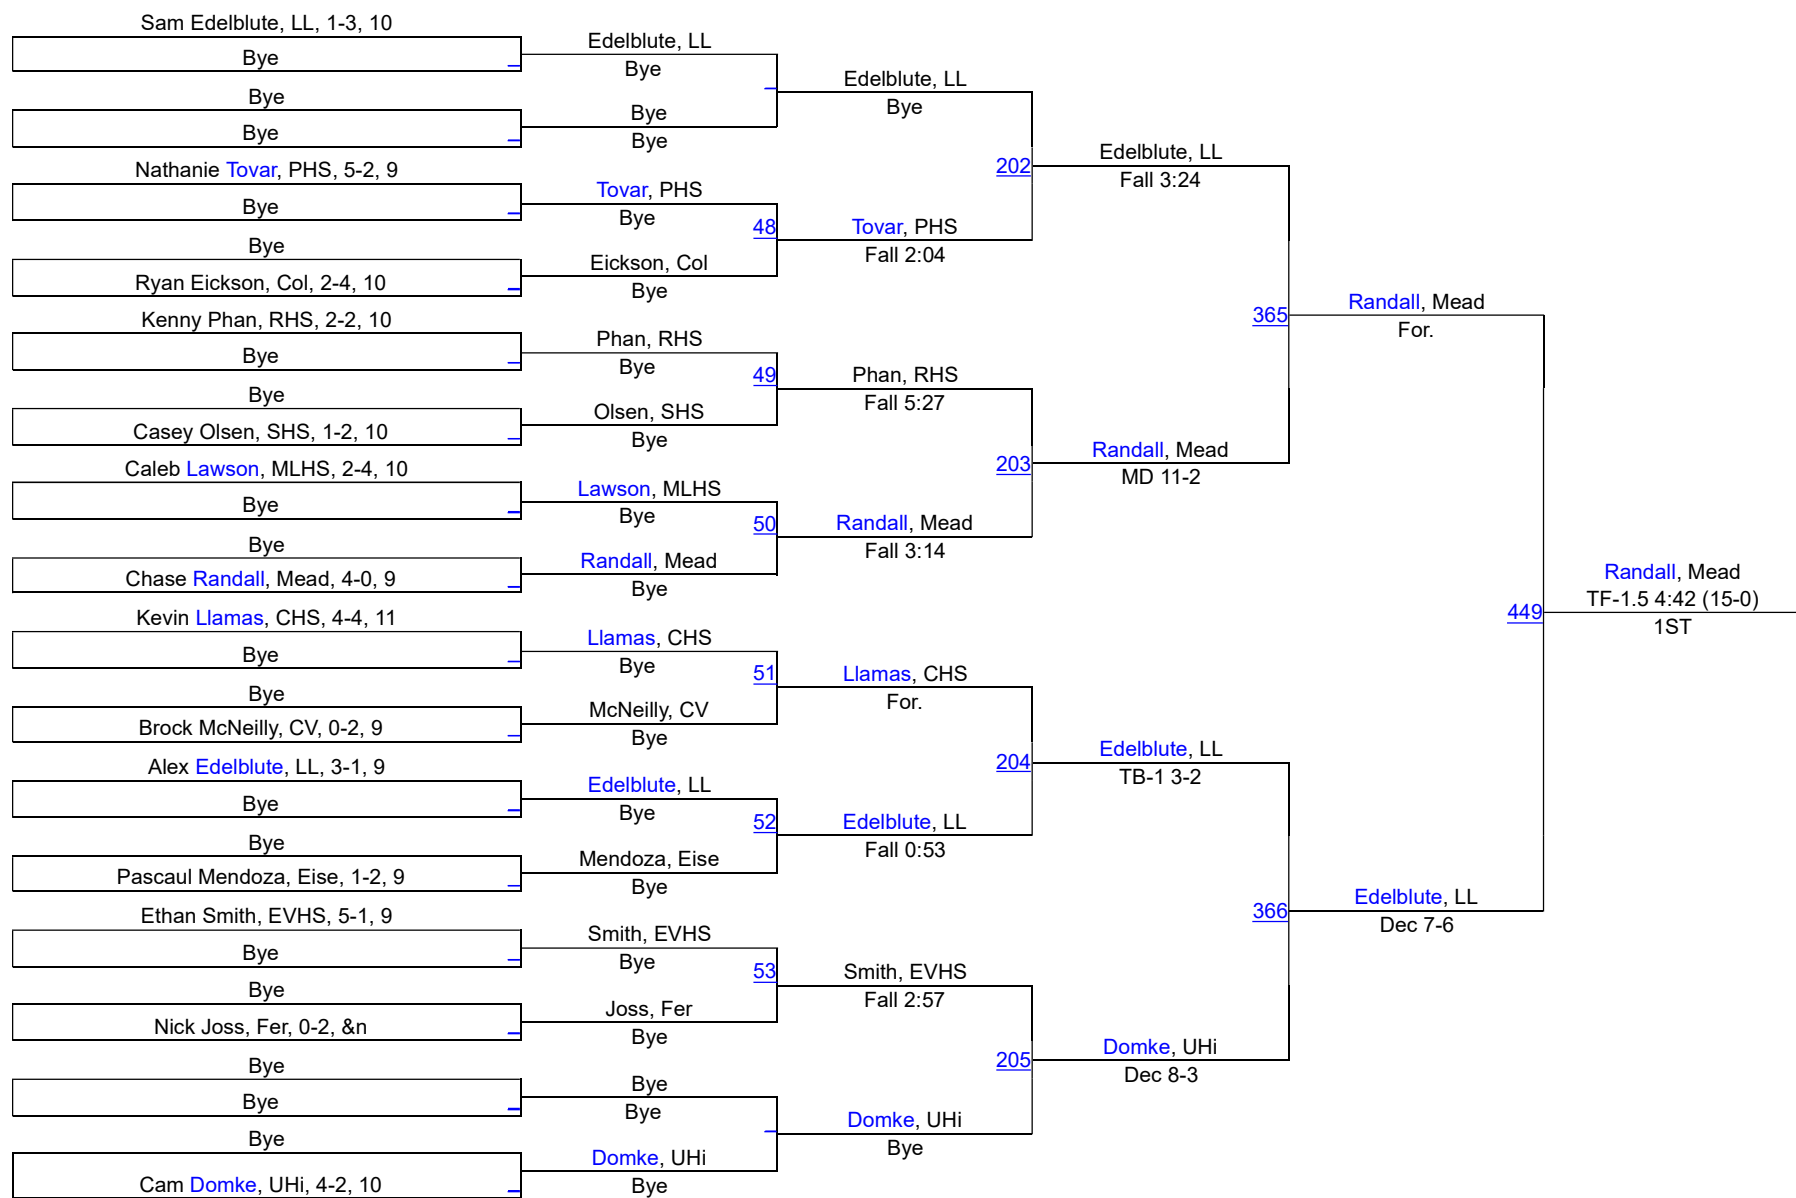 Sam Edelblute, LL, 1-3, 10
Bye
Bye
Bye
Nathanie Tovar, PHS, 5-2, 9
Bye
Bye
Ryan Eickson, Col, 2-4, 10
Kenny Phan, RHS, 2-2, 10
Bye
Bye
Casey Olsen, SHS, 1-2, 10
Caleb Lawson, MLHS, 2-4, 10
Bye
Bye
Chase Randall, Mead, 4-0, 9
Kevin Llamas, CHS, 4-4, 11
Bye
Bye
Brock McNeilly, CV, 0-2, 9
Alex Edelblute, LL, 3-1, 9
Bye
Bye
Pascaul Mendoza, Eise, 1-2, 9
Ethan Smith, EVHS, 5-1, 9
Bye
Bye
Nick Joss, Fer, 0-2, &n
Bye
Bye
Bye
Cam Domke, UHi, 4-2, 10
Edelblute, LL
Bye
Bye
Bye
Tovar, PHS
Bye
48
Eickson, Col
Bye
Phan, RHS
Bye
49
Olsen, SHS
Bye
Lawson, MLHS
Bye
50
Randall, Mead
Bye
Llamas, CHS
Bye
51
McNeilly, CV
Bye
Edelblute, LL
Bye
52
Mendoza, Eise
Bye
Smith, EVHS
Bye
53
Joss, Fer
Bye
Bye
Bye
Domke, UHi
Bye
Edelblute, LL
Bye
202
Tovar, PHS
Fall 2:04
Phan, RHS
Fall 5:27
203
Randall, Mead
Fall 3:14
Llamas, CHS
For.
204
Edelblute, LL
Fall 0:53
Smith, EVHS
Fall 2:57
205
Domke, UHi
Bye
Edelblute, LL
Fall 3:24
365
Randall, Mead
MD 11-2
Edelblute, LL
TB-1 3-2
366
Domke, UHi
Dec 8-3
Randall, Mead
For.
449
Edelblute, LL
Dec 7-6
Randall, Mead
TF-1.5 4:42 (15-0)
1ST